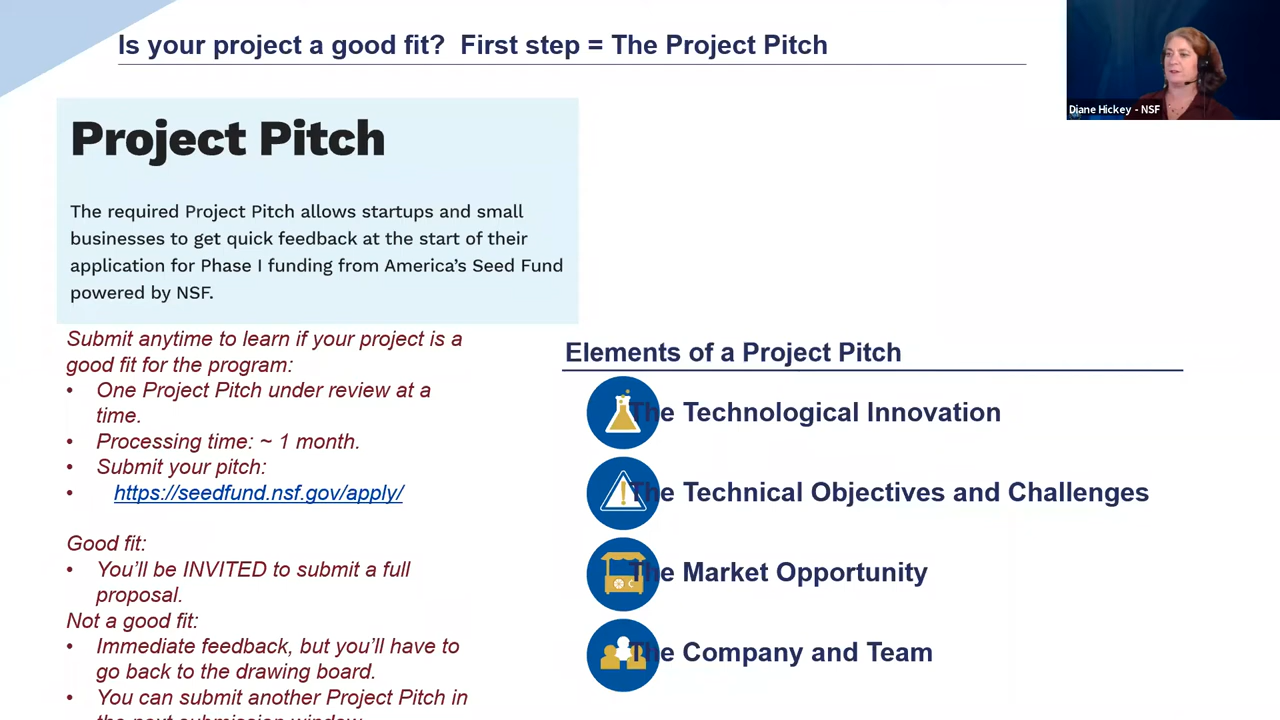 Is your project a good fit?  First step = The Project Pitch
Diane Hickey - NSF
Project Pitch
The required Project Pitch allows startups and small
businesses to get quick feedback at the start of their
application for Phase I funding from America's Seed Fund
powered by NSF.
Submit anytime to learn if your project is a
good fit for the program:
• One Project Pitch under review at a
time.
• Processing time: ~ 1 month.
• Submit your pitch:
• https://seedfund.nsf.gov/apply/
Good fit:
• You'll be INVITED to submit a full
proposal.
Not a good fit:
• Immediate feedback, but you'll have to
go back to the drawing board.
• You can submit another Project Pitch in
the next submission window
Elements of a Project Pitch
The Technological Innovation
The Technical Objectives and Challenges
The Market Opportunity
The Company and Team